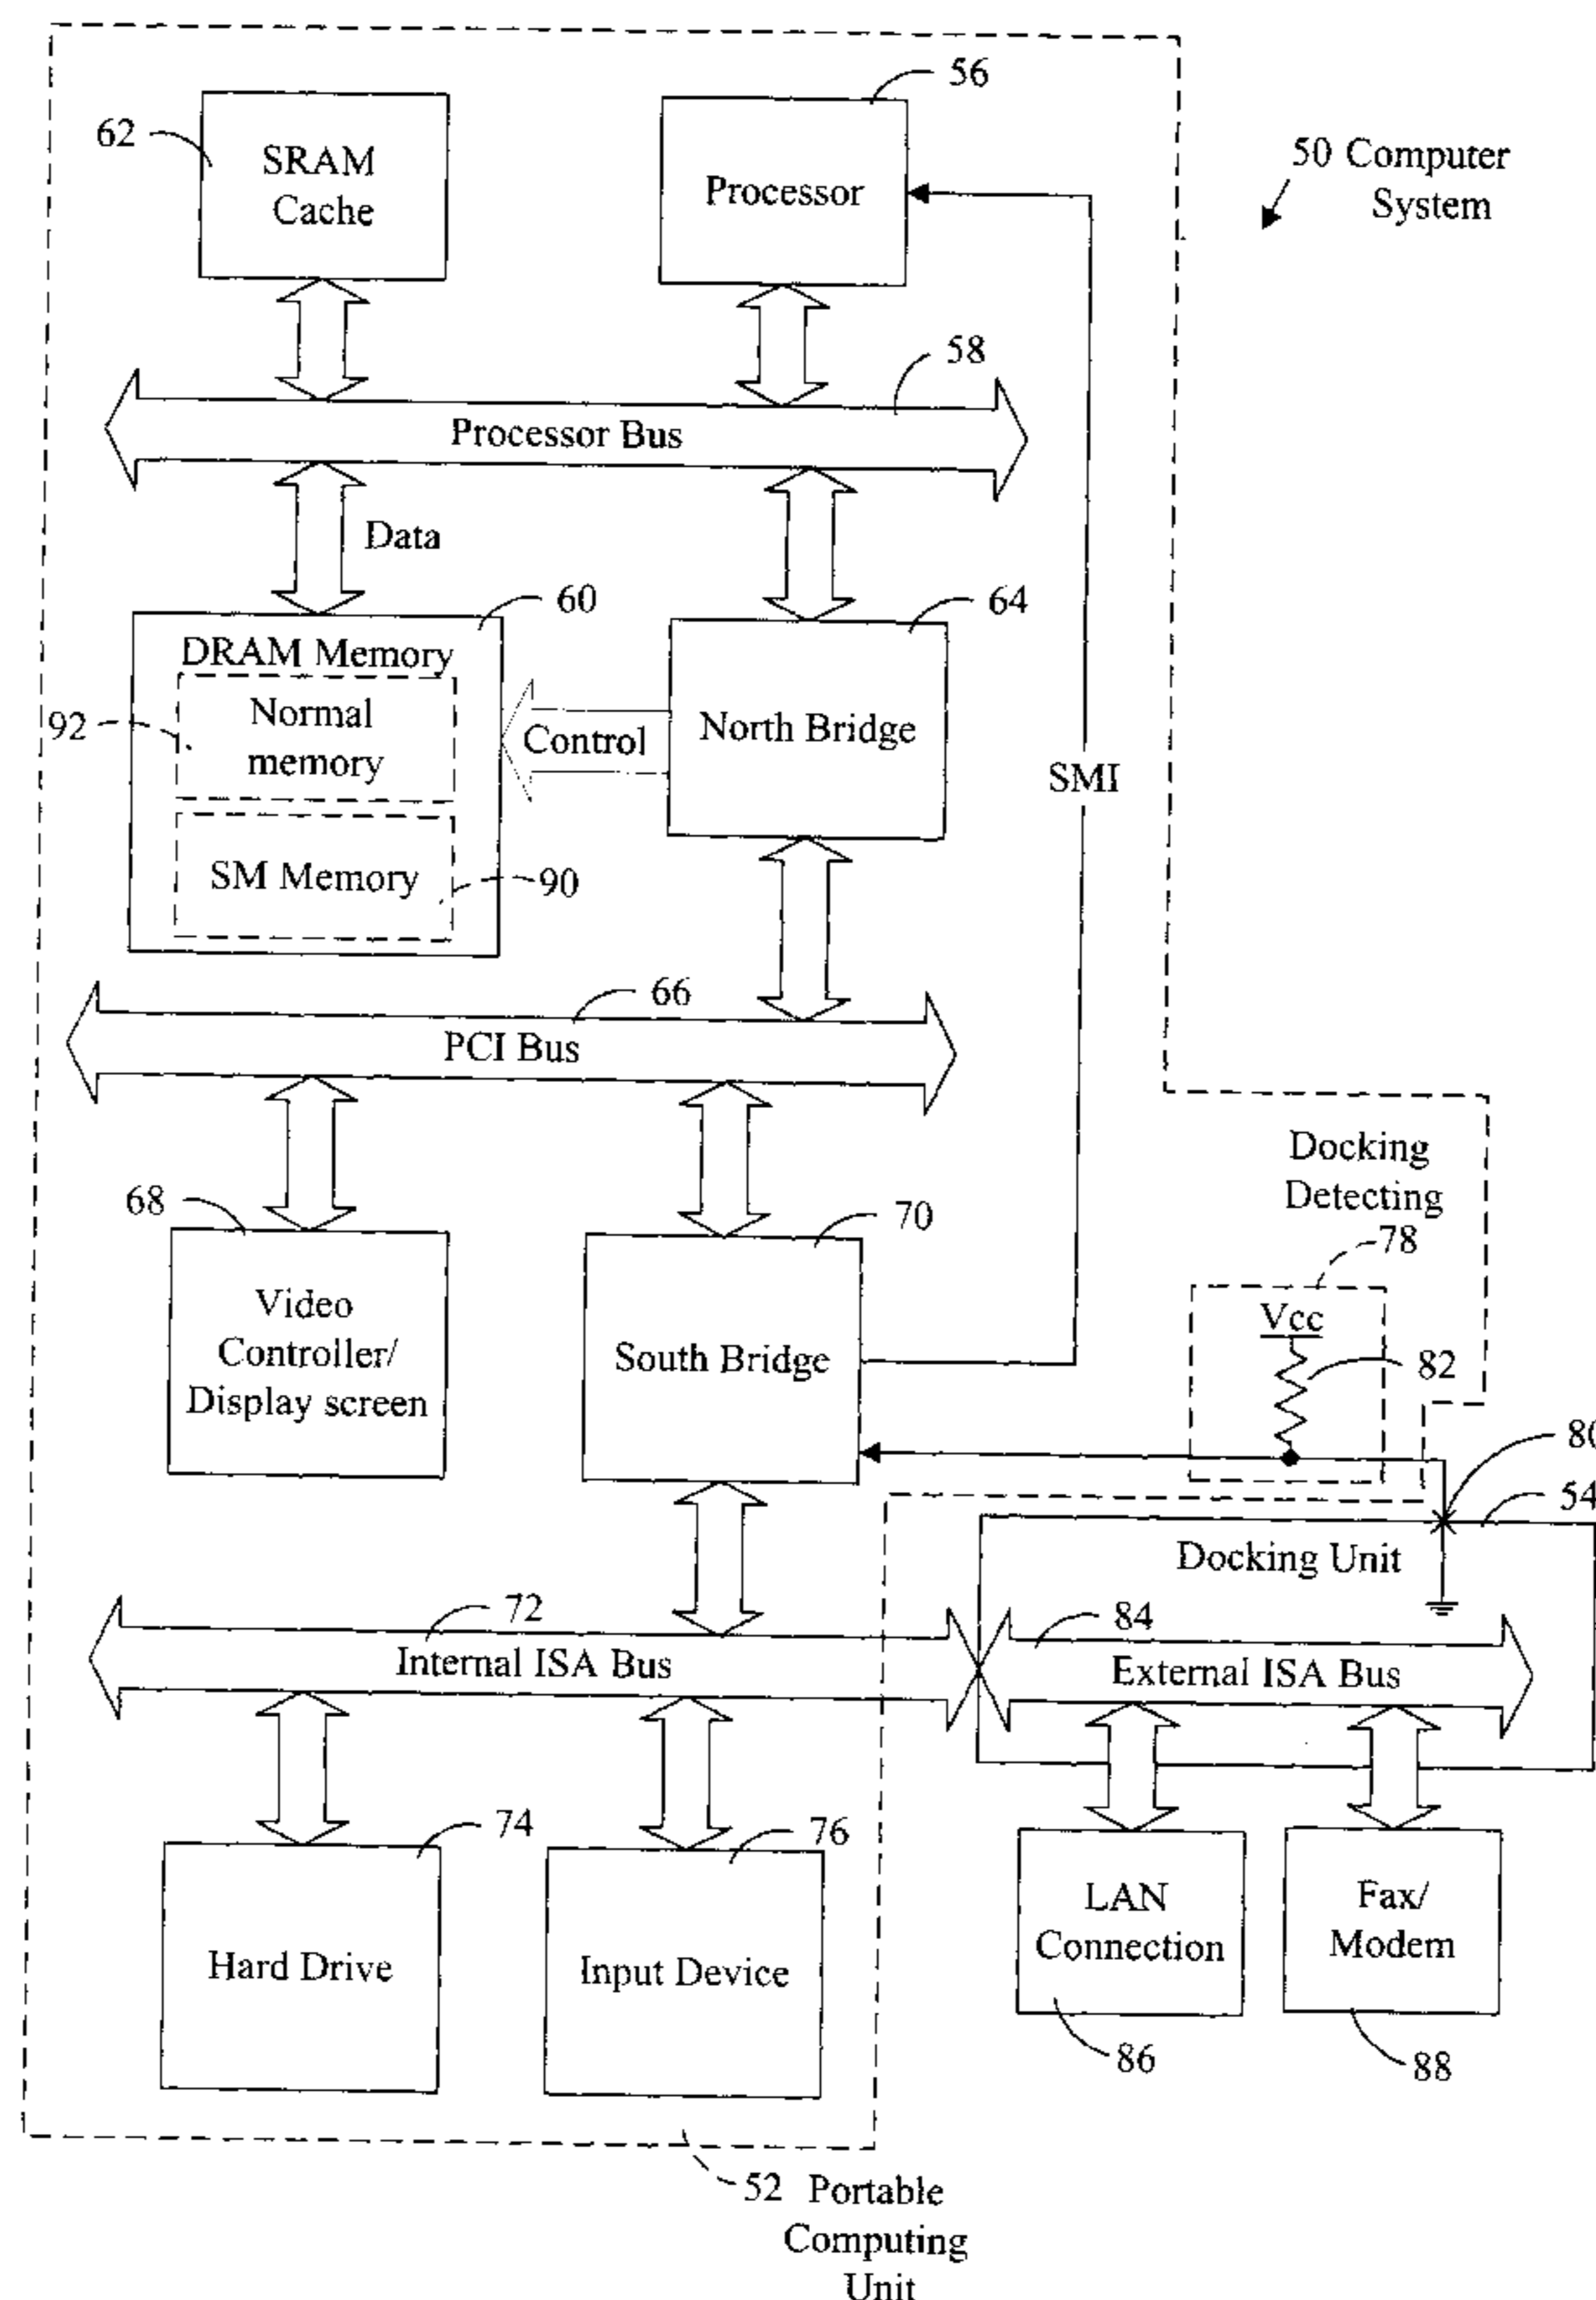 56
62
SRAM
Cache
Processor
50 Computer
System
58
Processor Bus
Data
60
64
DRAM Memory
Normal
memory
92
Control
North Bridge
SMI
SM Memory
90
66
PCI Bus
Docking
Detecting
68
70
78
Video
Controller/
Display screen
South Bridge
Vcc
82
80
54
Docking Unit
72
84
Internal ISA Bus
External ISA Bus
74
76
Hard Drive
Input Device
LAN
Connection
Fax/
Modem
86
88
52 Portable
Computing
Unit